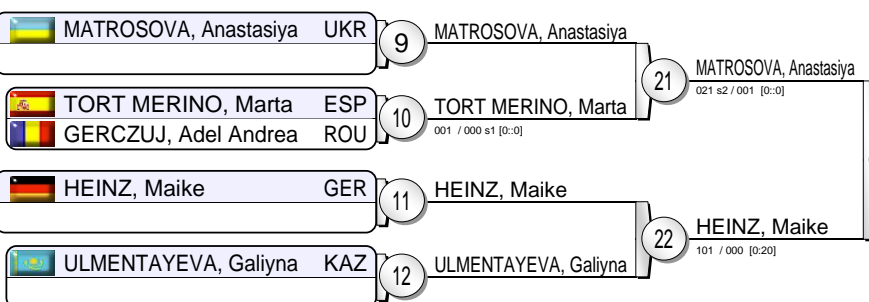 MATROSOVA, Anastasiya UKR
9
MATROSOVA, Anastasiya
21
MATROSOVA, Anastasiya
021 s2 / 001 [0::0]
TORT MERINO, Marta ESP
GERCZUJ, Adel Andrea ROU
10
TORT MERINO, Marta
001 / 000 s1 [0::0]
HEINZ, Maike GER
11
HEINZ, Maike
22
HEINZ, Maike
101 / 000 [0:20]
ULMENTAYEVA, Galiyna KAZ
12
ULMENTAYEVA, Galiyna